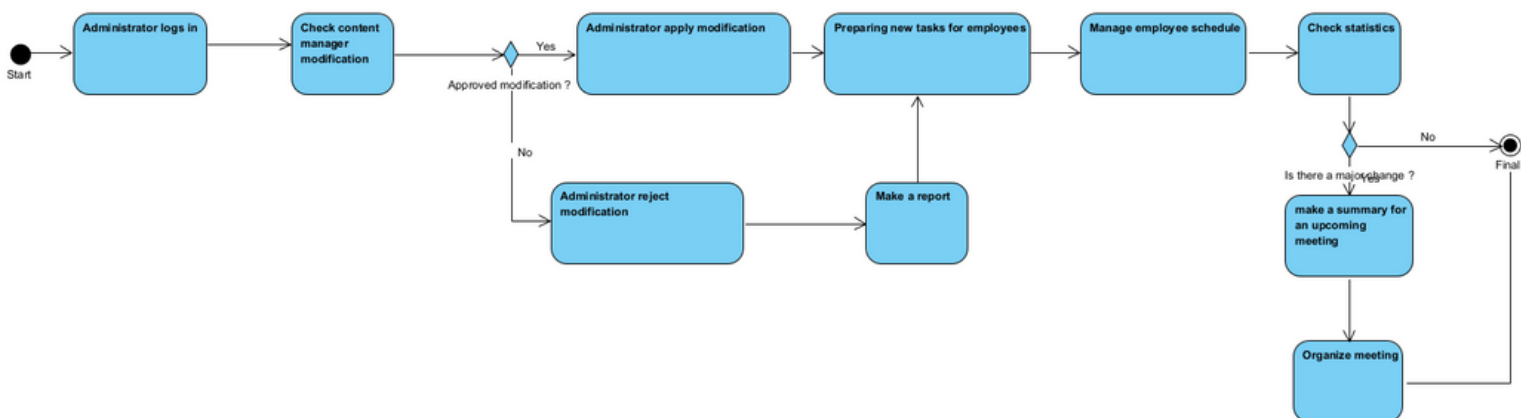 Start
Administrator logs in
Check content
manager
modification
Approved modification ?
Yes
No
Administrator apply modification
Administrator reject
modification
Make a report
Preparing new tasks for employees
Manage employee schedule
Check statistics
Is there a major change ?
No
Yes
make a summary for
an upcoming
meeting
Organize meeting
Final